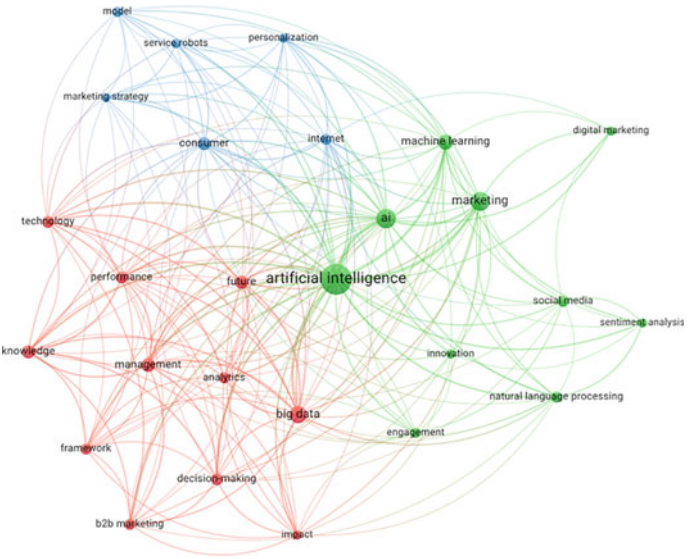 model
service robots
personalization
marketing strategy
consumer
internet
machine learning
digital marketing
marketing
ai
technology
performance
future
artificial intelligence
social media
sentiment analysis
knowledge
management
analytics
innovation
natural language processing
big data
engagement
framework
decision-making
b2b marketing
impact